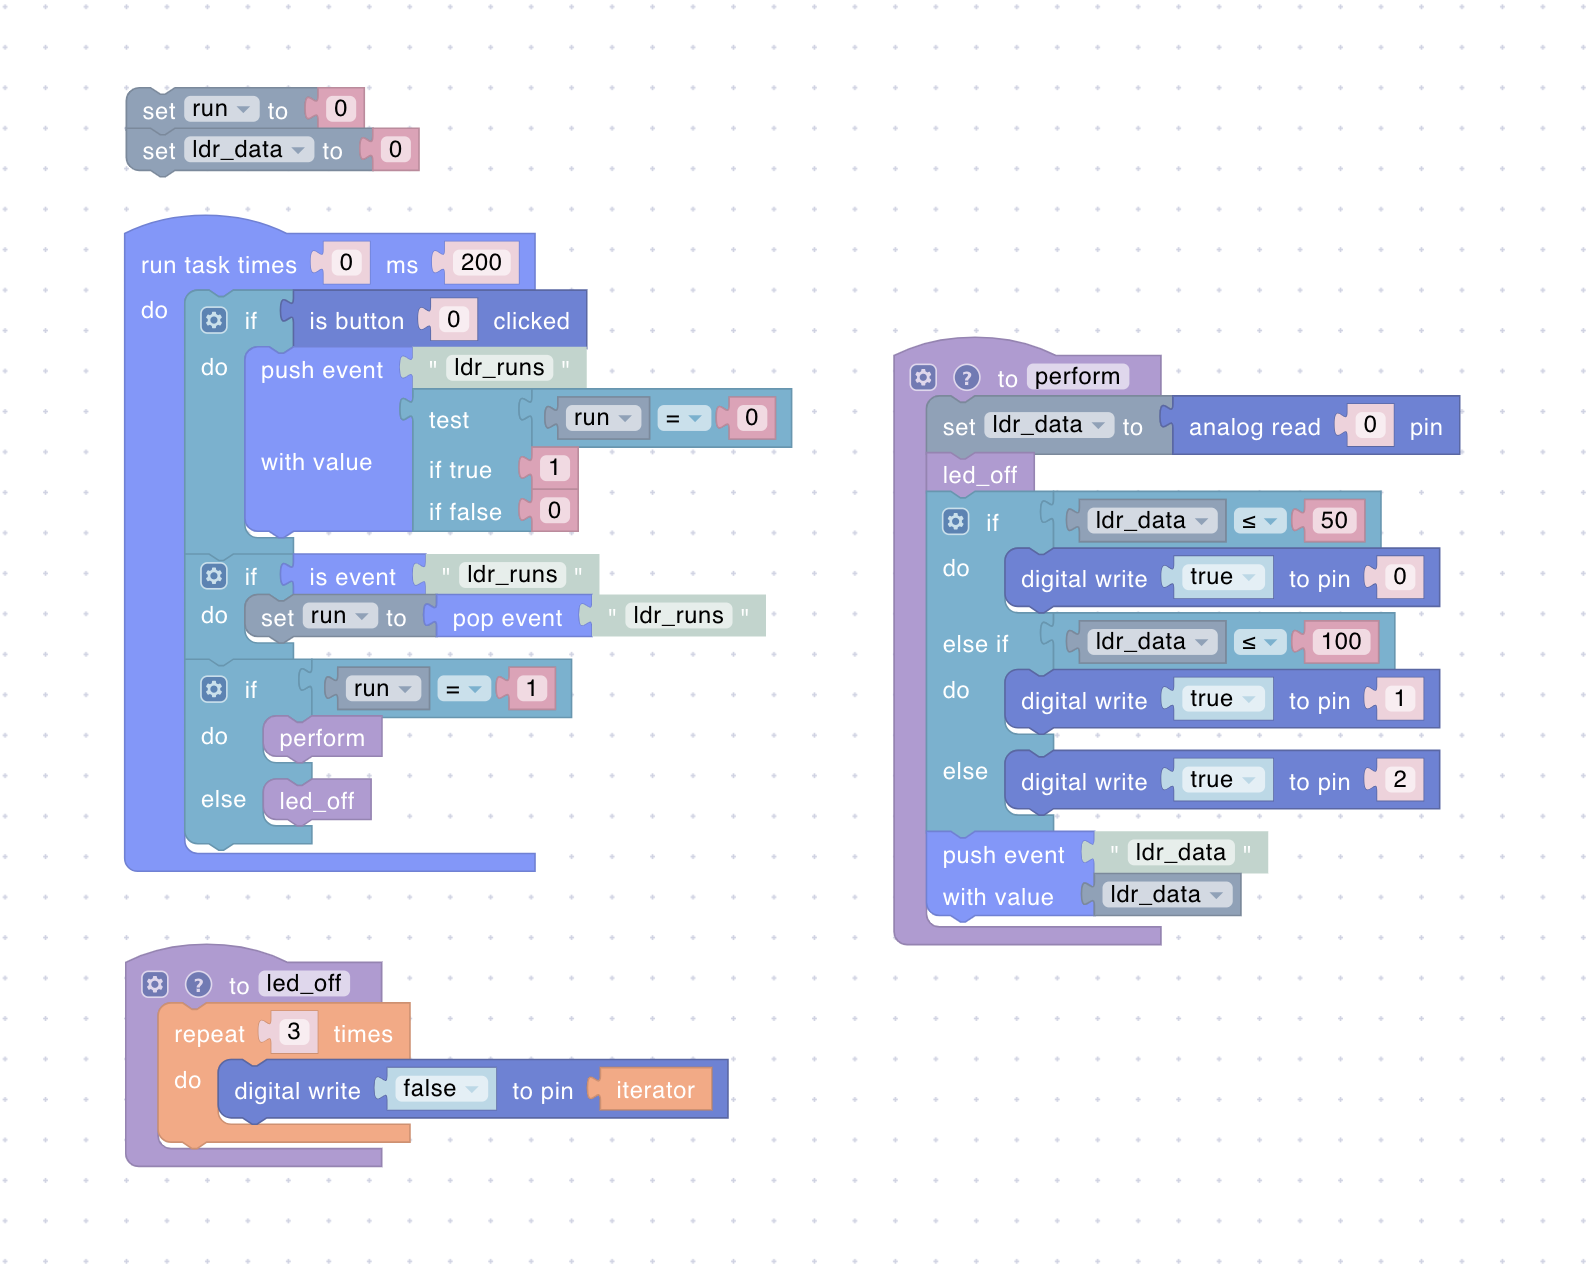 set run to 0
set ldr_data to 0
run task times 0 ms 200
do if is button 0 clicked
do push event " ldr_runs "
test run = 0
with value
if true 1
if false 0
if is event " ldr_runs "
do set run to pop event " ldr_runs "
if run = 1
do perform
else led_off
? to led_off
repeat 3 times
do digital write false to pin iterator
? to perform
set ldr_data to analog read 0 pin
led_off
if ldr_data ≤ 50
do digital write true to pin 0
else if ldr_data ≤ 100
do digital write true to pin 1
else digital write true to pin 2
push event " ldr_data "
with value ldr_data